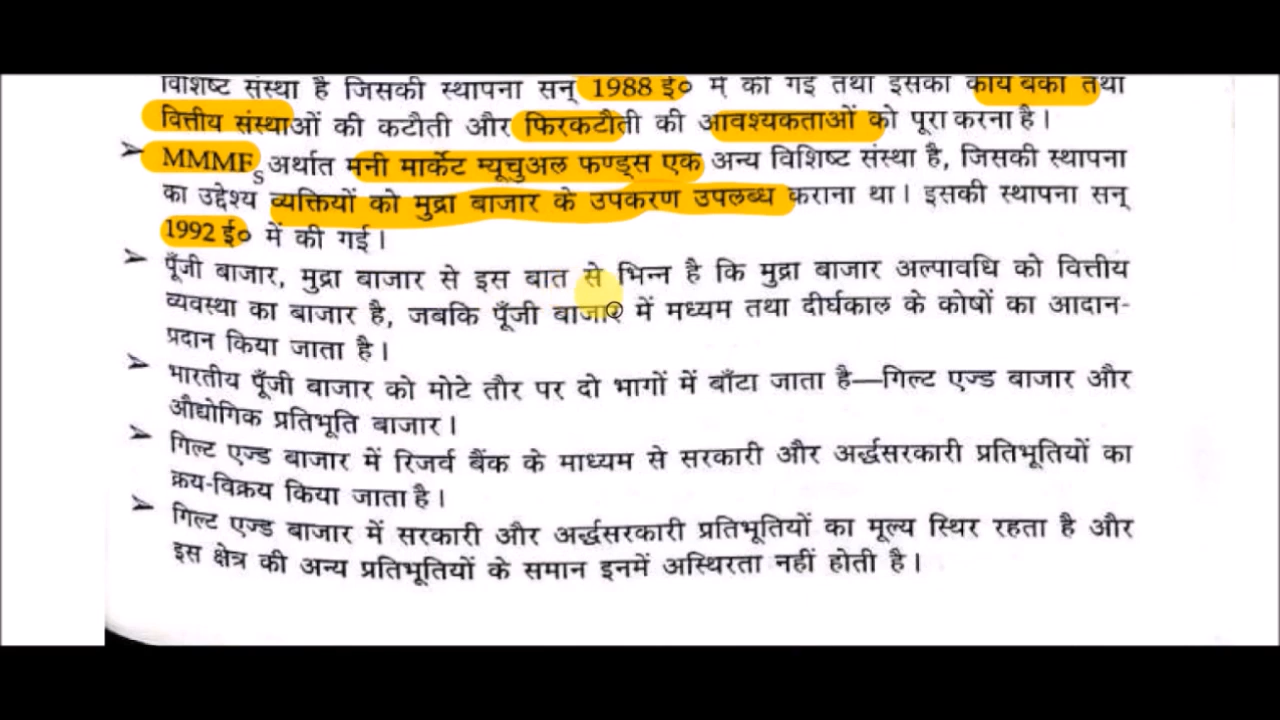 विशिष्ट संस्था है जिसकी स्थापना सन् 1988 ई० में की गई तथा इसका कार्य बैंकों तथा
वित्तीय संस्थाओं की कटौती और फिरकटौती की आवश्यकताओं को पूरा करना है।
➢ MMMFs अर्थात मनी मार्केट म्यूचुअल फण्ड्स एक अन्य विशिष्ट संस्था है, जिसकी स्थापना
का उद्देश्य व्यक्तियों को मुद्रा बाजार के उपकरण उपलब्ध कराना था। इसकी स्थापना सन्
1992 ई० में की गई।
➢ पूँजी बाजार, मुद्रा बाजार से इस बात से भिन्न है कि मुद्रा बाजार अल्पावधि को वित्तीय
व्यवस्था का बाजार है, जबकि पूँजी बाजार में मध्यम तथा दीर्घकाल के कोषों का आदान-
प्रदान किया जाता है।
➢ भारतीय पूँजी बाजार को मोटे तौर पर दो भागों में बाँटा जाता है—गिल्ट एज्ड बाजार और
औद्योगिक प्रतिभूति बाजार।
➢ गिल्ट एज्ड बाजार में रिजर्व बैंक के माध्यम से सरकारी और अर्द्धसरकारी प्रतिभूतियों का
क्रय-विक्रय किया जाता है।
➢ गिल्ट एज्ड बाजार में सरकारी और अर्द्धसरकारी प्रतिभूतियों का मूल्य स्थिर रहता है और
इस क्षेत्र की अन्य प्रतिभूतियों के समान इनमें अस्थिरता नहीं होती है।